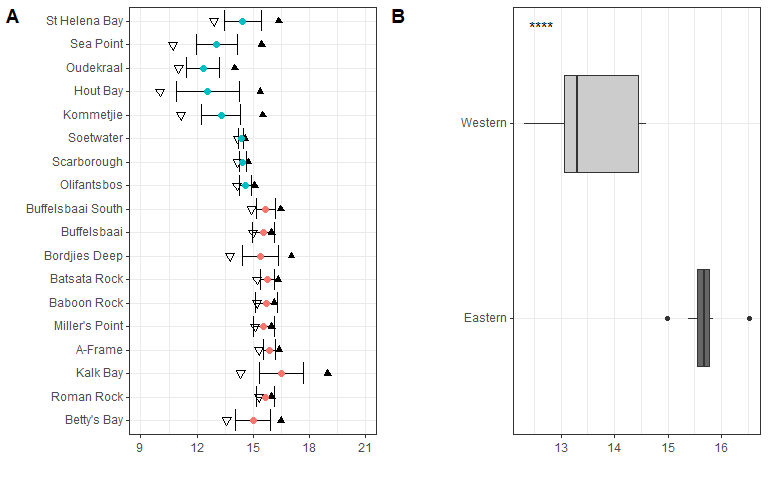 A
B
St Helena Bay
Sea Point
Oudekraal
Hout Bay
Kommetjie
Soetwater
Scarborough
Olifantsbos
Buffelsbaai South
Buffelsbaai
Bordjies Deep
Batsata Rock
Baboon Rock
Miller's Point
A-Frame
Kalk Bay
Roman Rock
Betty's Bay
9 12 15 18 21
****
Western
Eastern
13 14 15 16